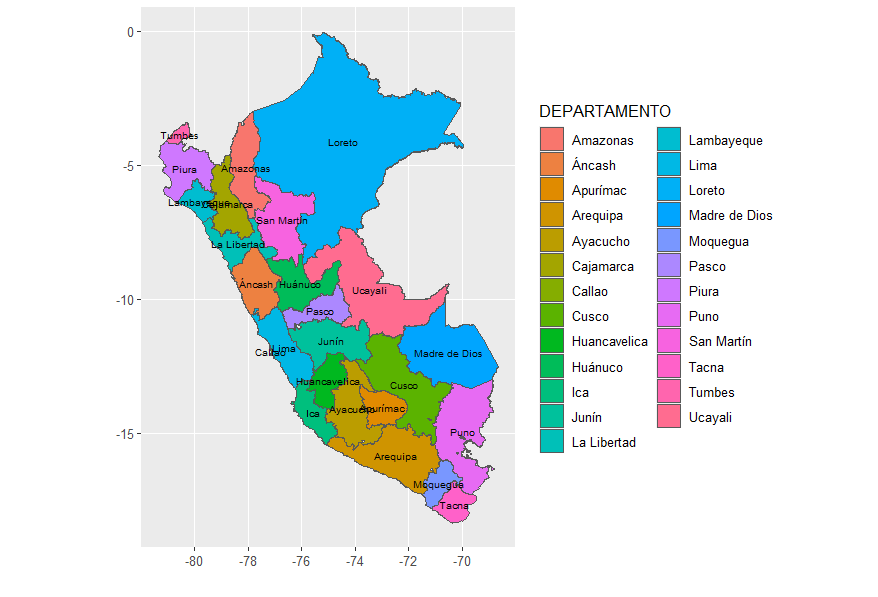 0
-5
-10
-15
-80
-78
-76
-74
-72
-70
Loreto
Tumbes
Piura
Amazonas
Lambayeque
Cajamarca
San Martín
La Libertad
Áncash
Huánuco
Ucayali
Pasco
Junín
Lima
Callao
Madre de Dios
Huancavelica
Cusco
Ica
Ayacucho
Apurímac
Puno
Arequipa
Moquegua
Tacna
DEPARTAMENTO
Amazonas
Áncash
Apurímac
Arequipa
Ayacucho
Cajamarca
Callao
Cusco
Huancavelica
Huánuco
Ica
Junín
La Libertad
Lambayeque
Lima
Loreto
Madre de Dios
Moquegua
Pasco
Piura
Puno
San Martín
Tacna
Tumbes
Ucayali